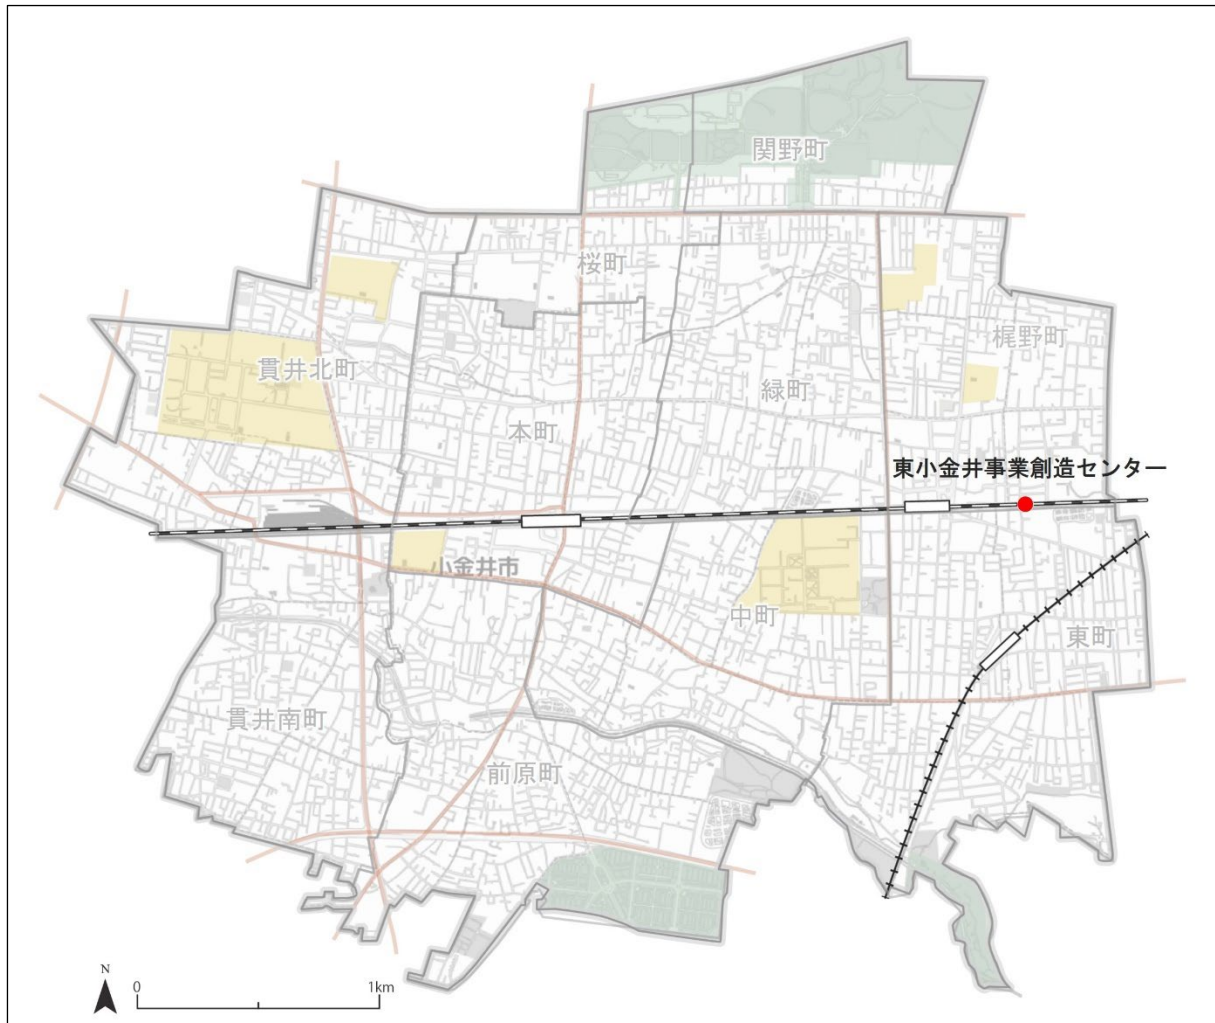 関野町
桜町
梶野町
貫井北町
緑町
本町
東小金井事業創造センター
小金井市
中町
東町
貫井南町
前原町
N
0
1km